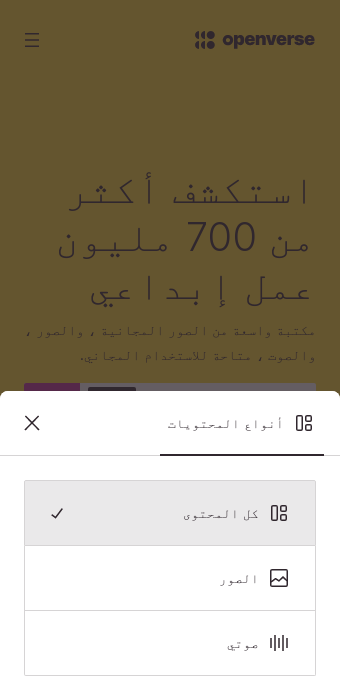 openverse
استكشف أكثر
من 700 مليون
عمل إبداعي
مكتبة واسعة من الصور المجانية ، والصور ،
والصوت ، متاحة للاستخدام المجاني.
أنواع المحتويات
كل المحتوى
الصور
صوتي